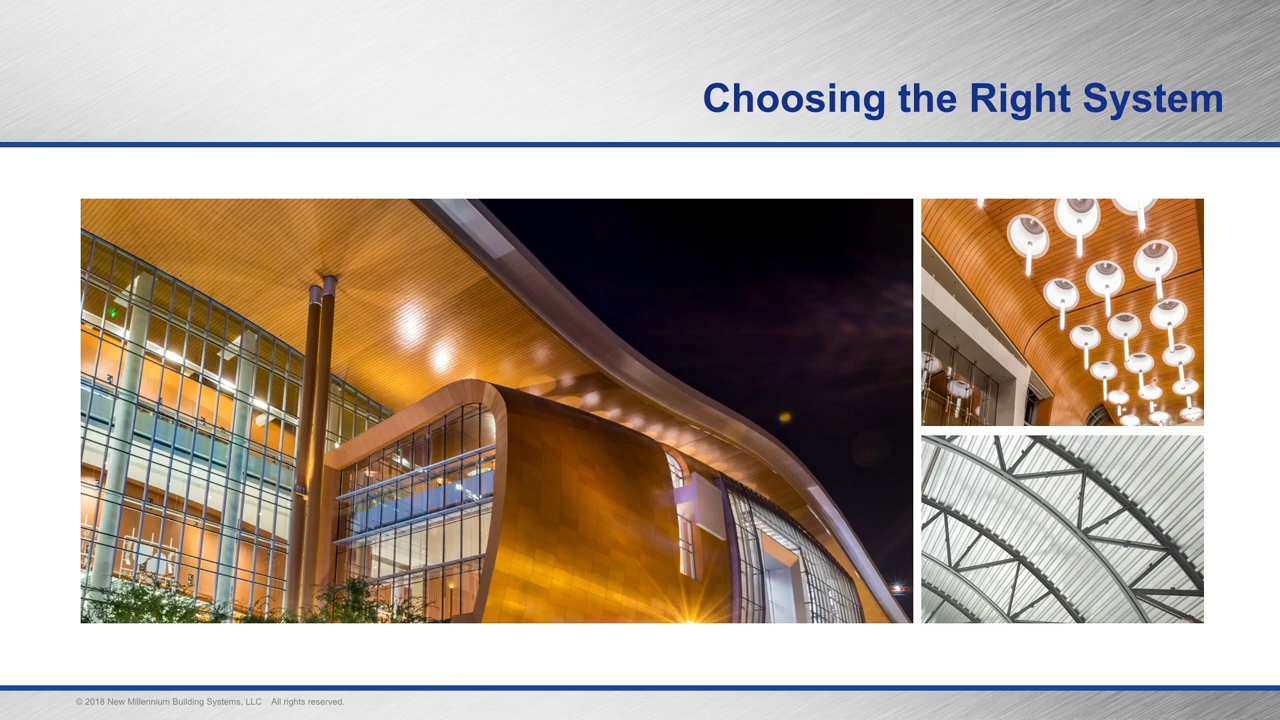 Choosing the Right System
© 2018 New Millennium Building Systems, LLC   All rights reserved.